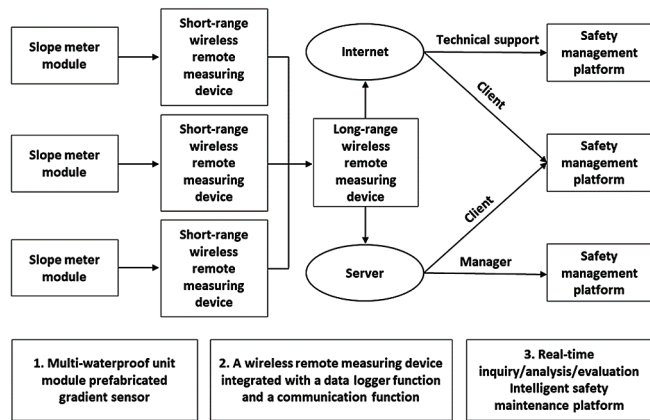 Slope meter
module
Short-range
wireless
remote
measuring
device
Slope meter
module
Short-range
wireless
remote
measuring
device
Slope meter
module
Short-range
wireless
remote
measuring
device
Internet
Long-range
wireless
remote
measuring
device
Server
Technical support
Client
Client
Manager
Safety
management
platform
Safety
management
platform
Safety
management
platform
1. Multi-waterproof unit
module prefabricated
gradient sensor
2. A wireless remote measuring device
integrated with a data logger function
and a communication function
3. Real-time
inquiry/analysis/evaluation
Intelligent safety
maintenance platform